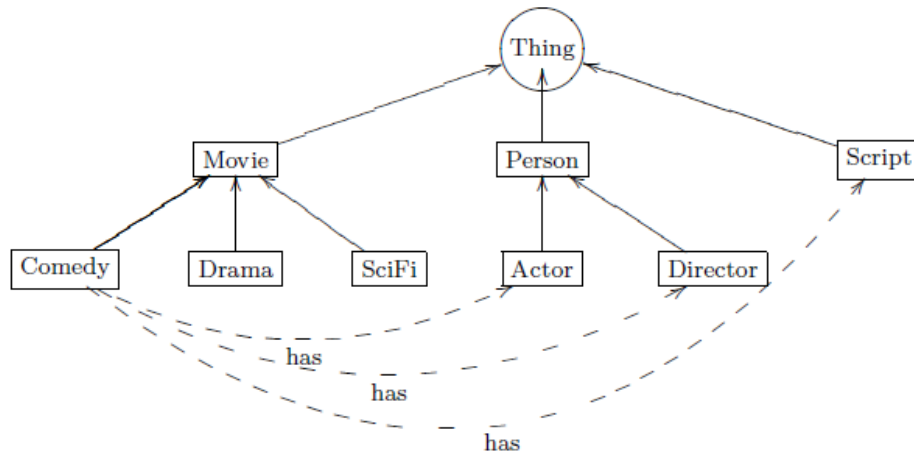 Thing
Movie
Person
Script
Comedy
Drama
SciFi
Actor
Director
has
has
has